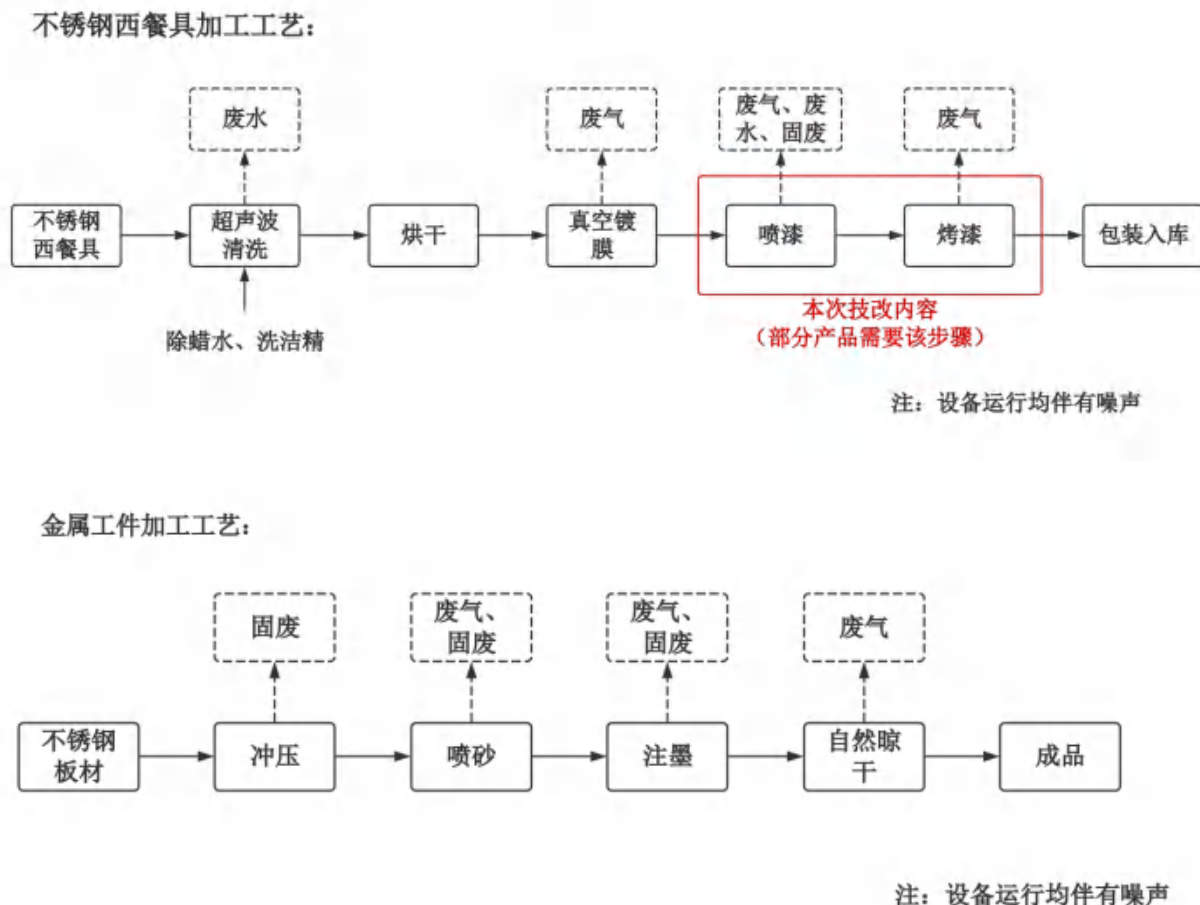 不锈钢西餐具加工工艺：
废水
废气
废气、废
水、固废
废气
不锈钢
西餐具
超声波
清洗
烘干
真空镀
膜
喷漆
烤漆
包装入库
除蜡水、洗洁精
本次技改内容
（部分产品需要该步骤）
注：设备运行均伴有噪声
金属工件加工工艺：
固废
废气、
固废
废气、
固废
废气
不锈钢
板材
冲压
喷砂
注墨
自然晾
干
成品
注：设备运行均伴有噪声